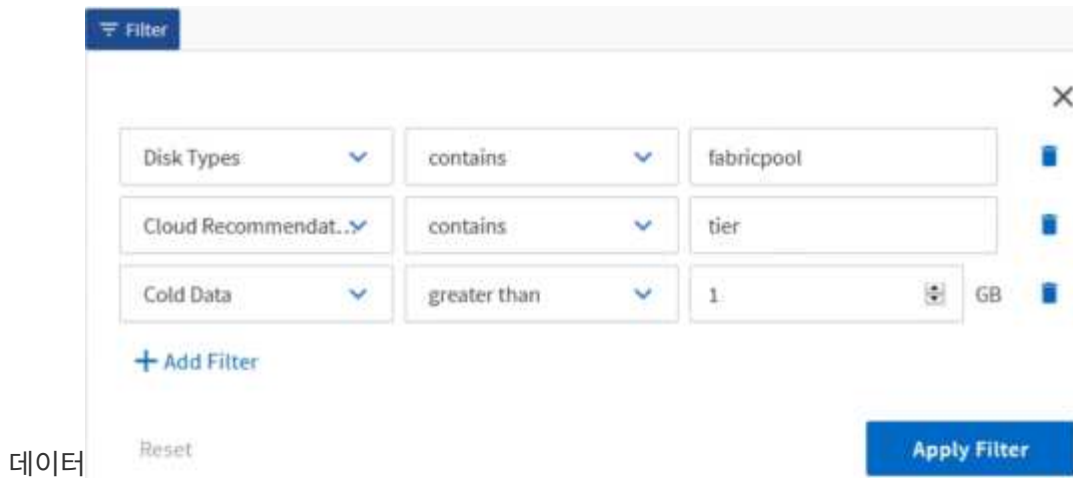 Filter
Disk Types contains fabricpool
Cloud Recommendat... contains tier
Cold Data greater than 1 GB
+ Add Filter
데이터 Reset Apply Filter